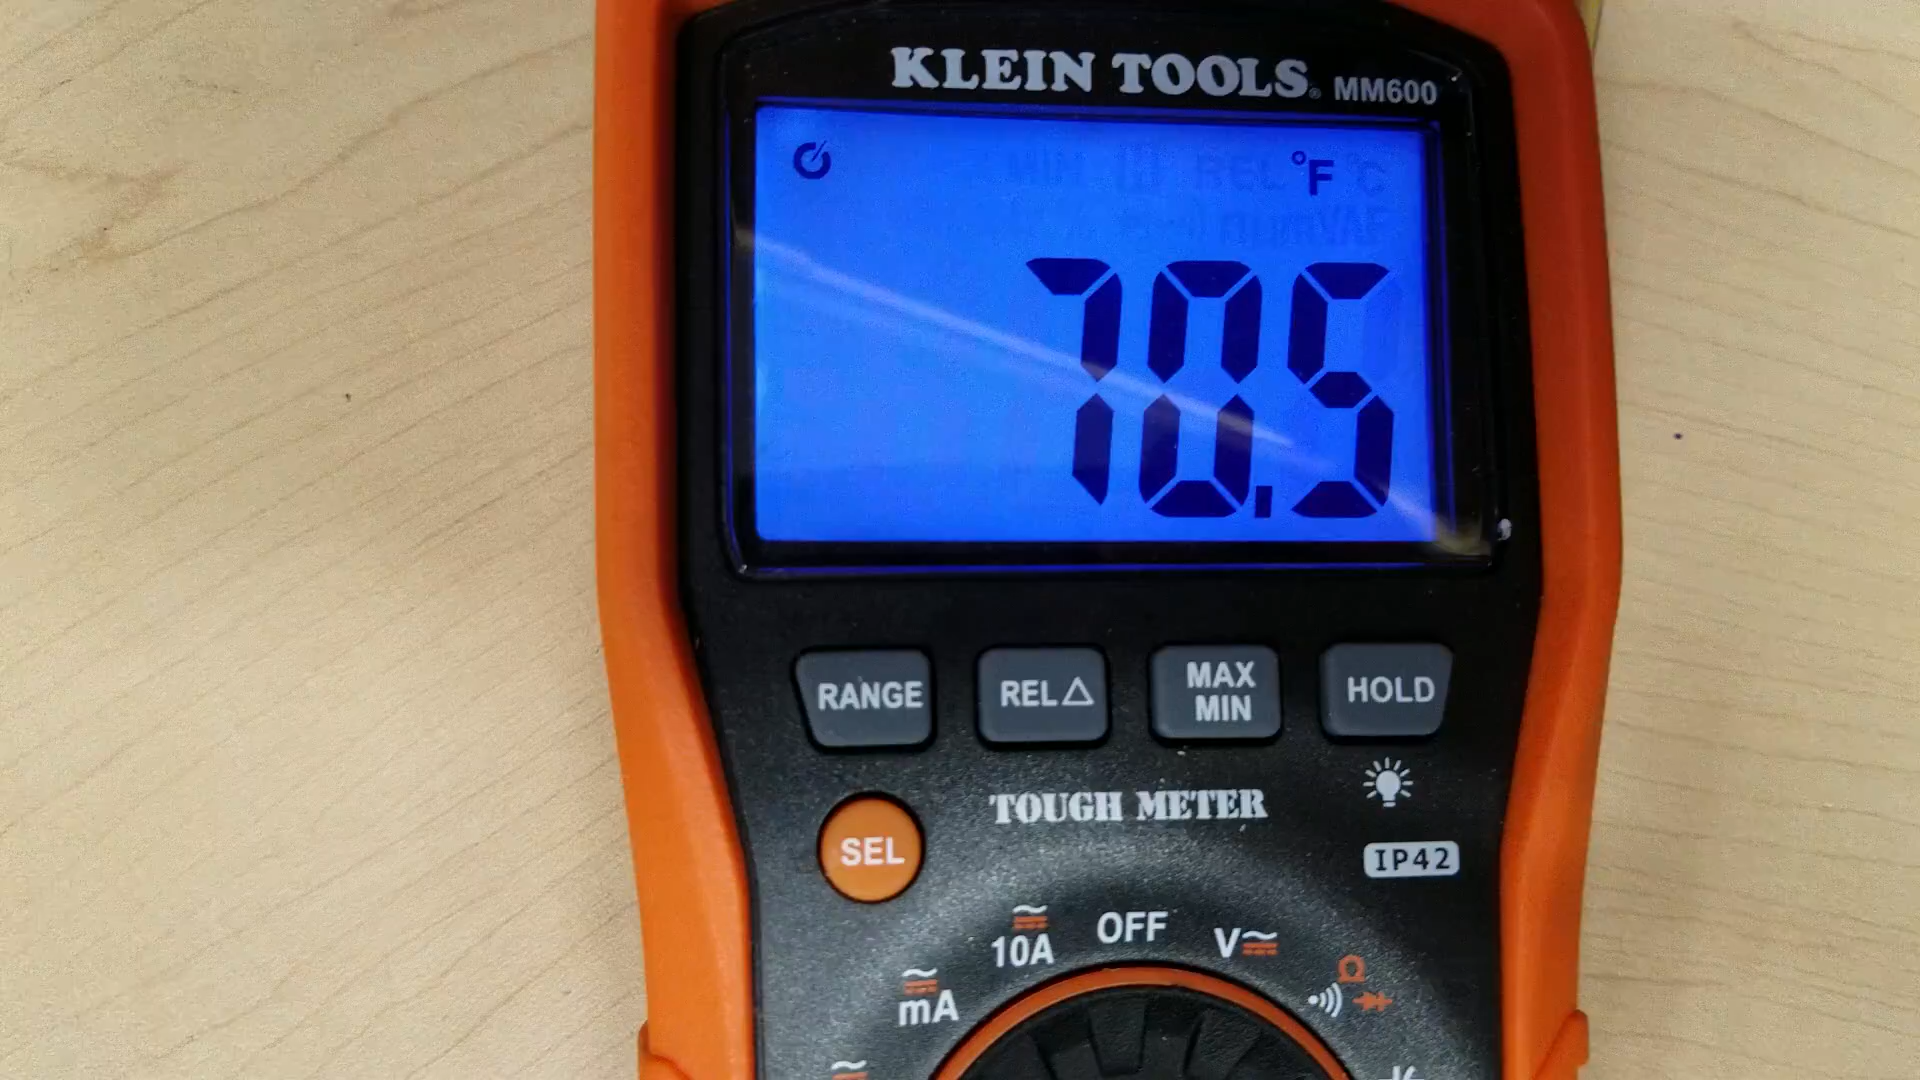 KLEIN TOOLS® MM600
°F
70.5
RANGE
REL△
MAX
MIN
HOLD
TOUGH METER
SEL
IP42
10A
OFF
V
Ω
mA